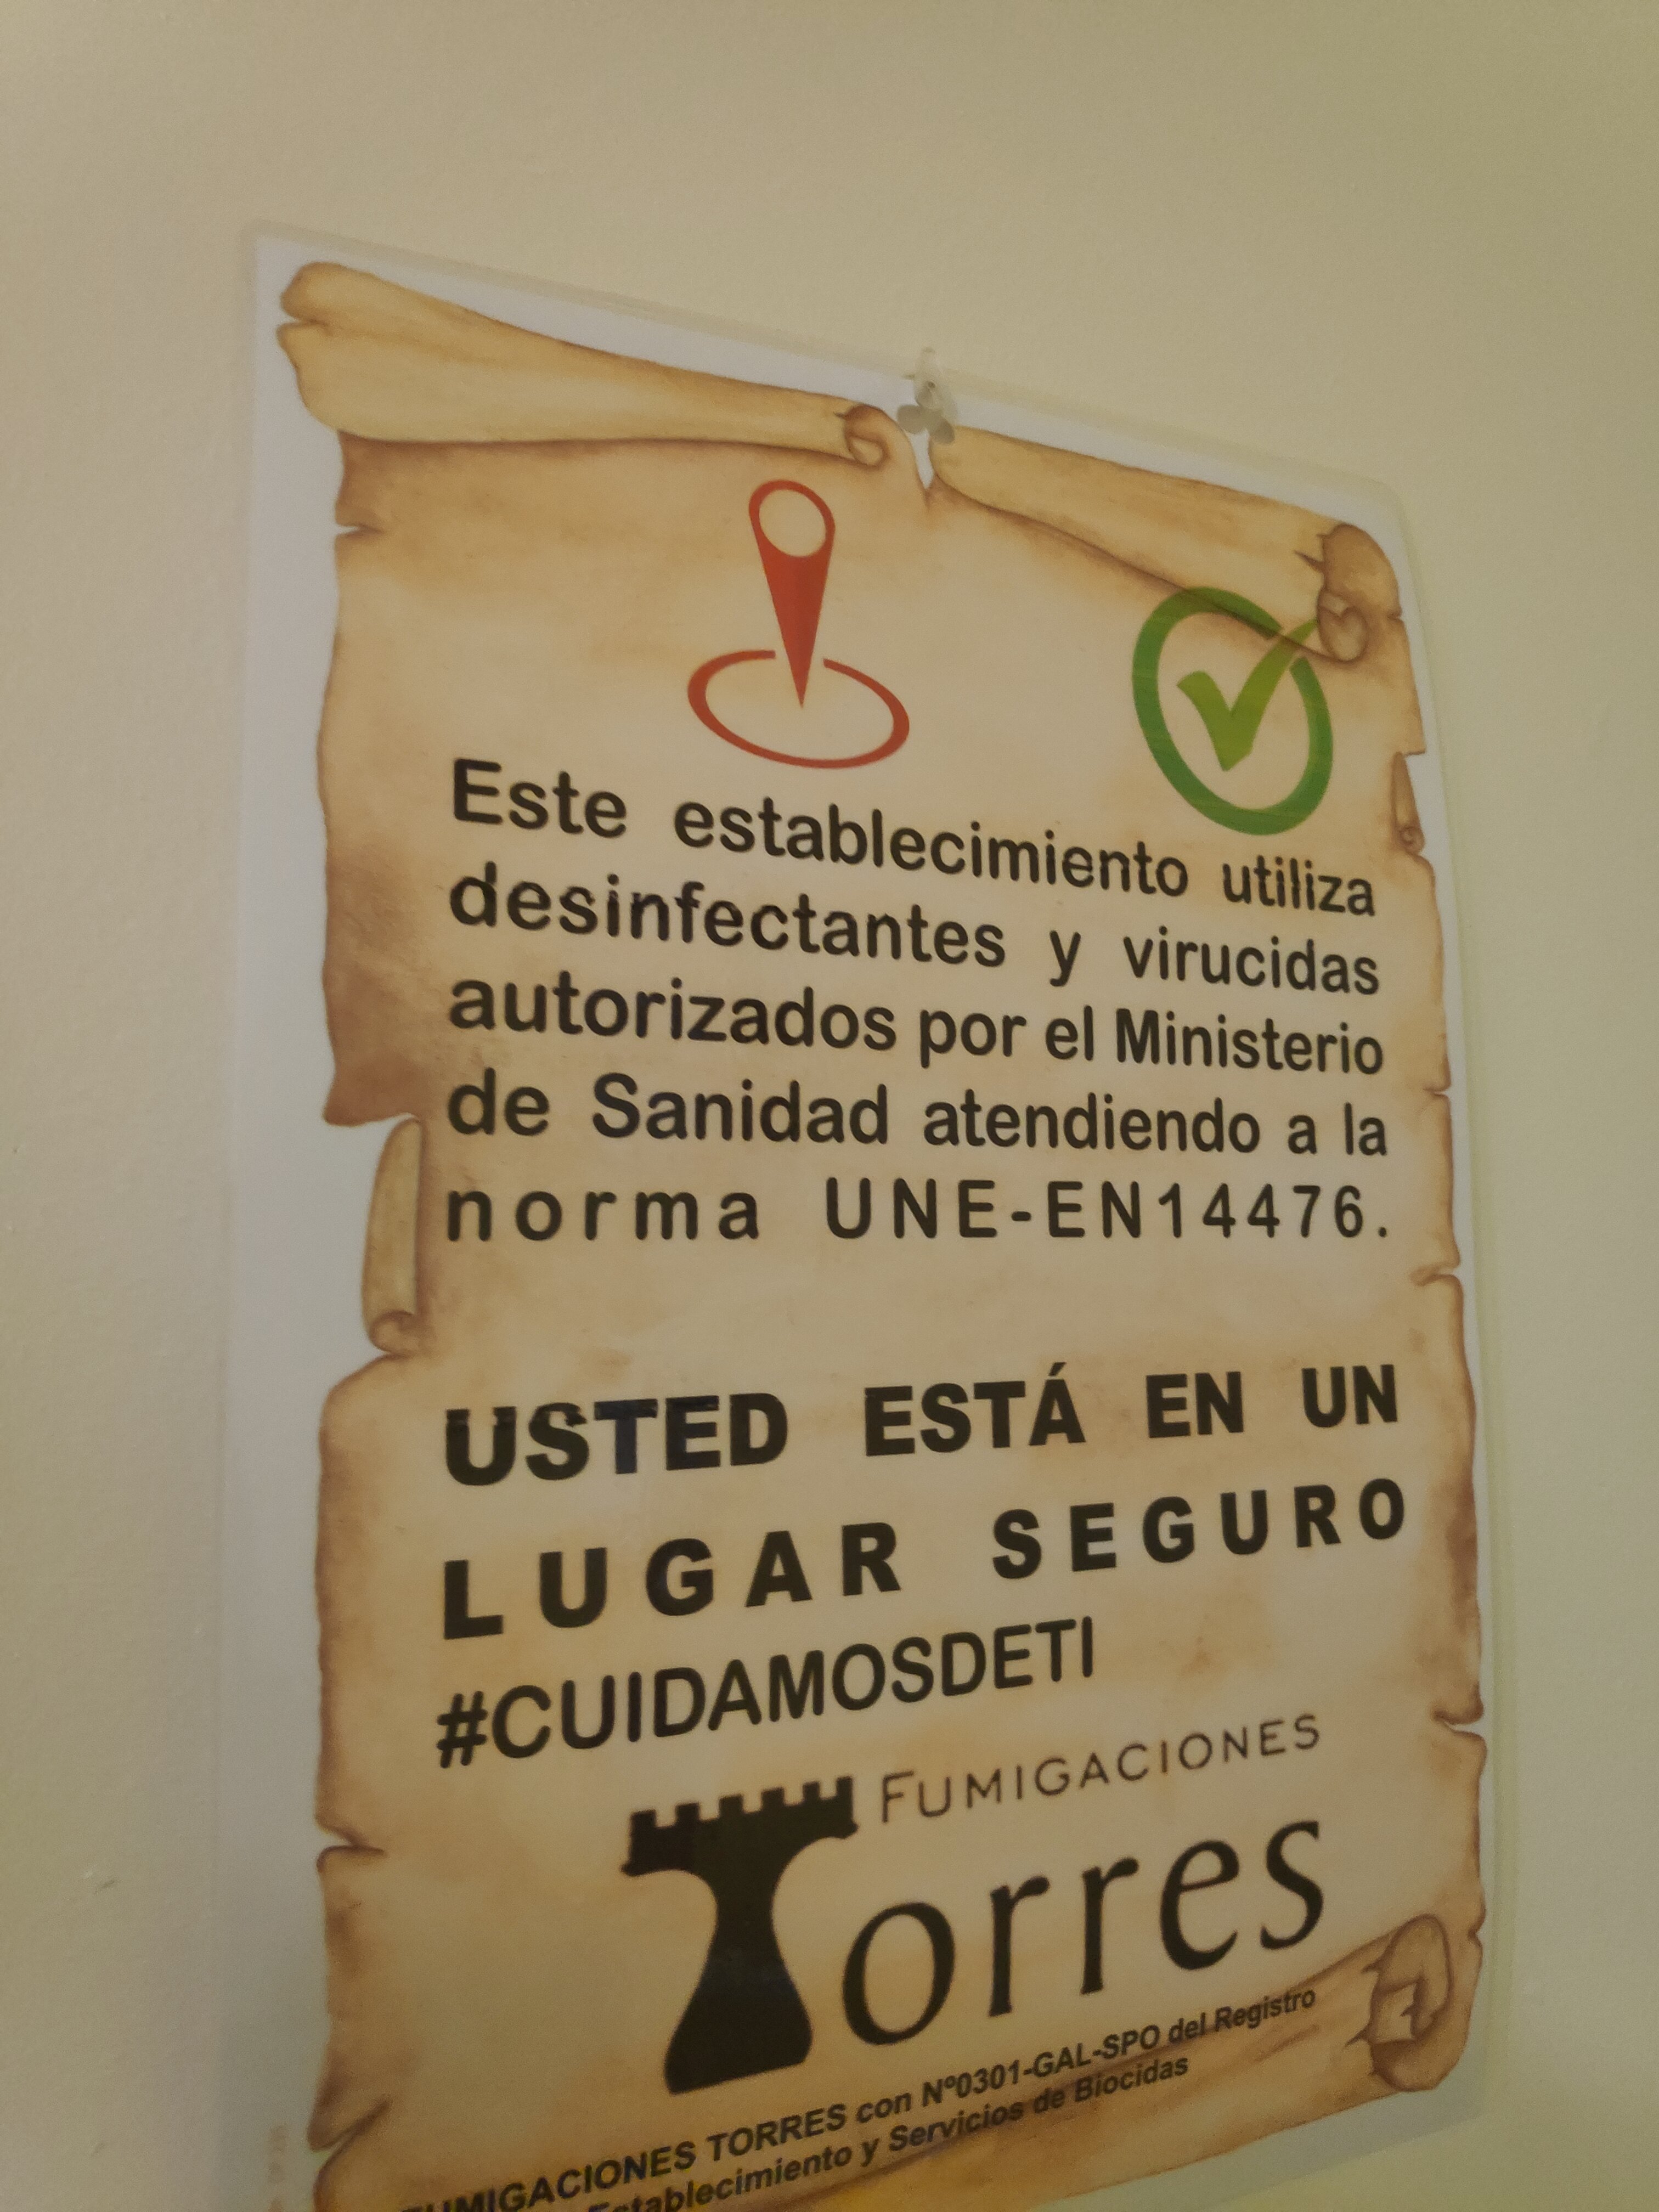 Este establecimiento utiliza
desinfectantes y virucidas
autorizados por el Ministerio
de Sanidad atendiendo a la
norma UNE-EN14476.
USTED ESTÁ EN UN
LUGAR SEGURO
#CUIDAMOSDETI
FUMIGACIONES
Torres
FUMIGACIONES TORRES con Nº0301-GAL-SPO del Registro
Establecimiento y Servicios de Biocidas